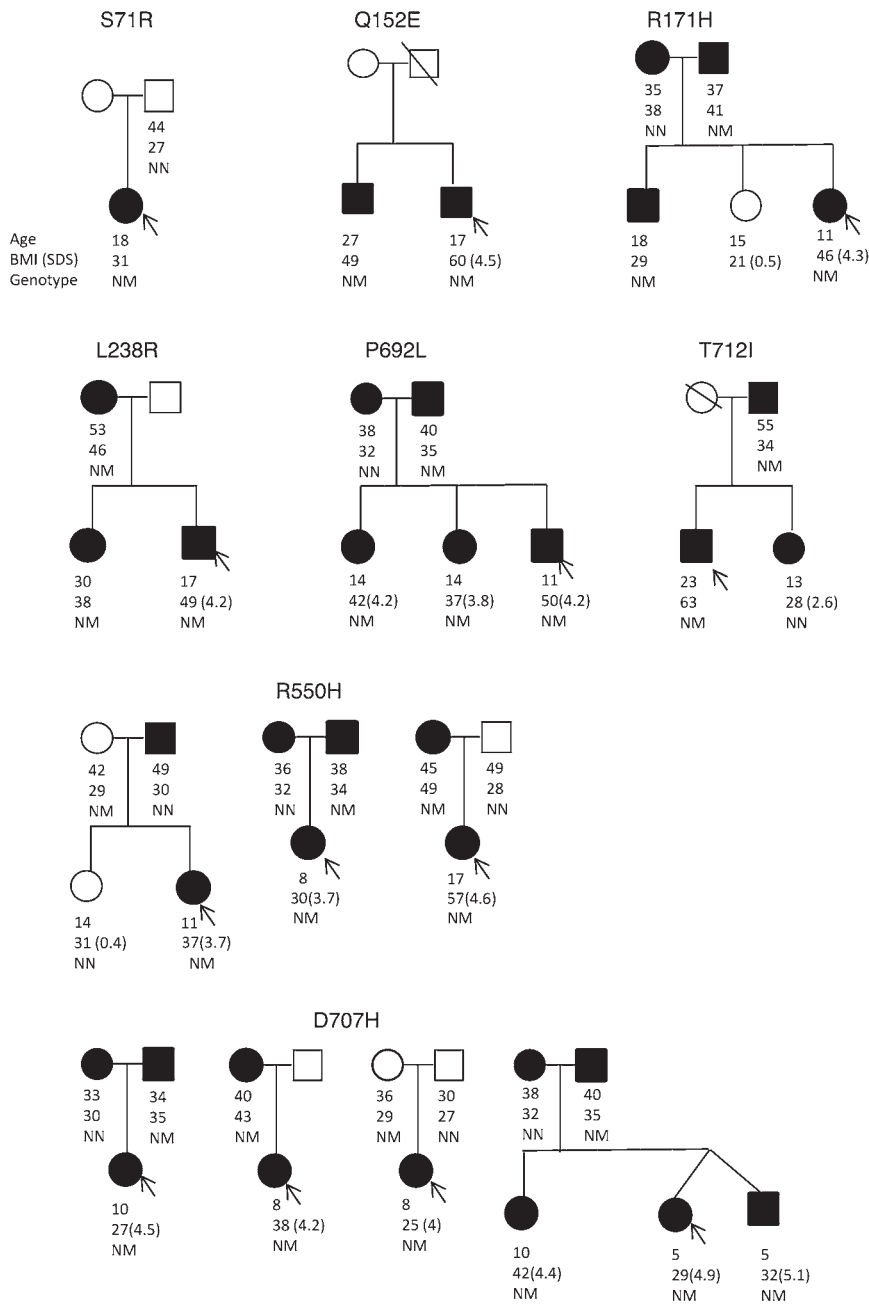 S71R
Q152E
R171H
44
27
NN
35
38
NN
37
41
NM
Age
BMI (SDS)
Genotype
18
31
NM
27
49
NM
17
60 (4.5)
NM
18
29
NM
15
21 (0.5)
11
46 (4.3)
NM
L238R
P692L
T712I
53
46
NM
38
32
NN
40
35
NM
55
34
NM
30
38
NM
17
49 (4.2)
NM
14
42(4.2)
NM
14
37(3.8)
NM
11
50(4.2)
NM
23
63
NM
13
28 (2.6)
NN
R550H
42
29
NM
49
30
NN
36
32
NN
38
34
NM
45
49
NM
49
28
NN
8
30(3.7)
NM
17
57(4.6)
NM
14
31 (0.4)
NN
11
37(3.7)
NM
D707H
33
30
NN
34
35
NM
40
43
NM
36
29
NM
30
27
NN
38
32
NN
40
35
NM
10
27(4.5)
NM
8
38 (4.2)
NM
8
25 (4)
NM
10
42(4.4)
NM
5
29(4.9)
NM
5
32(5.1)
NM